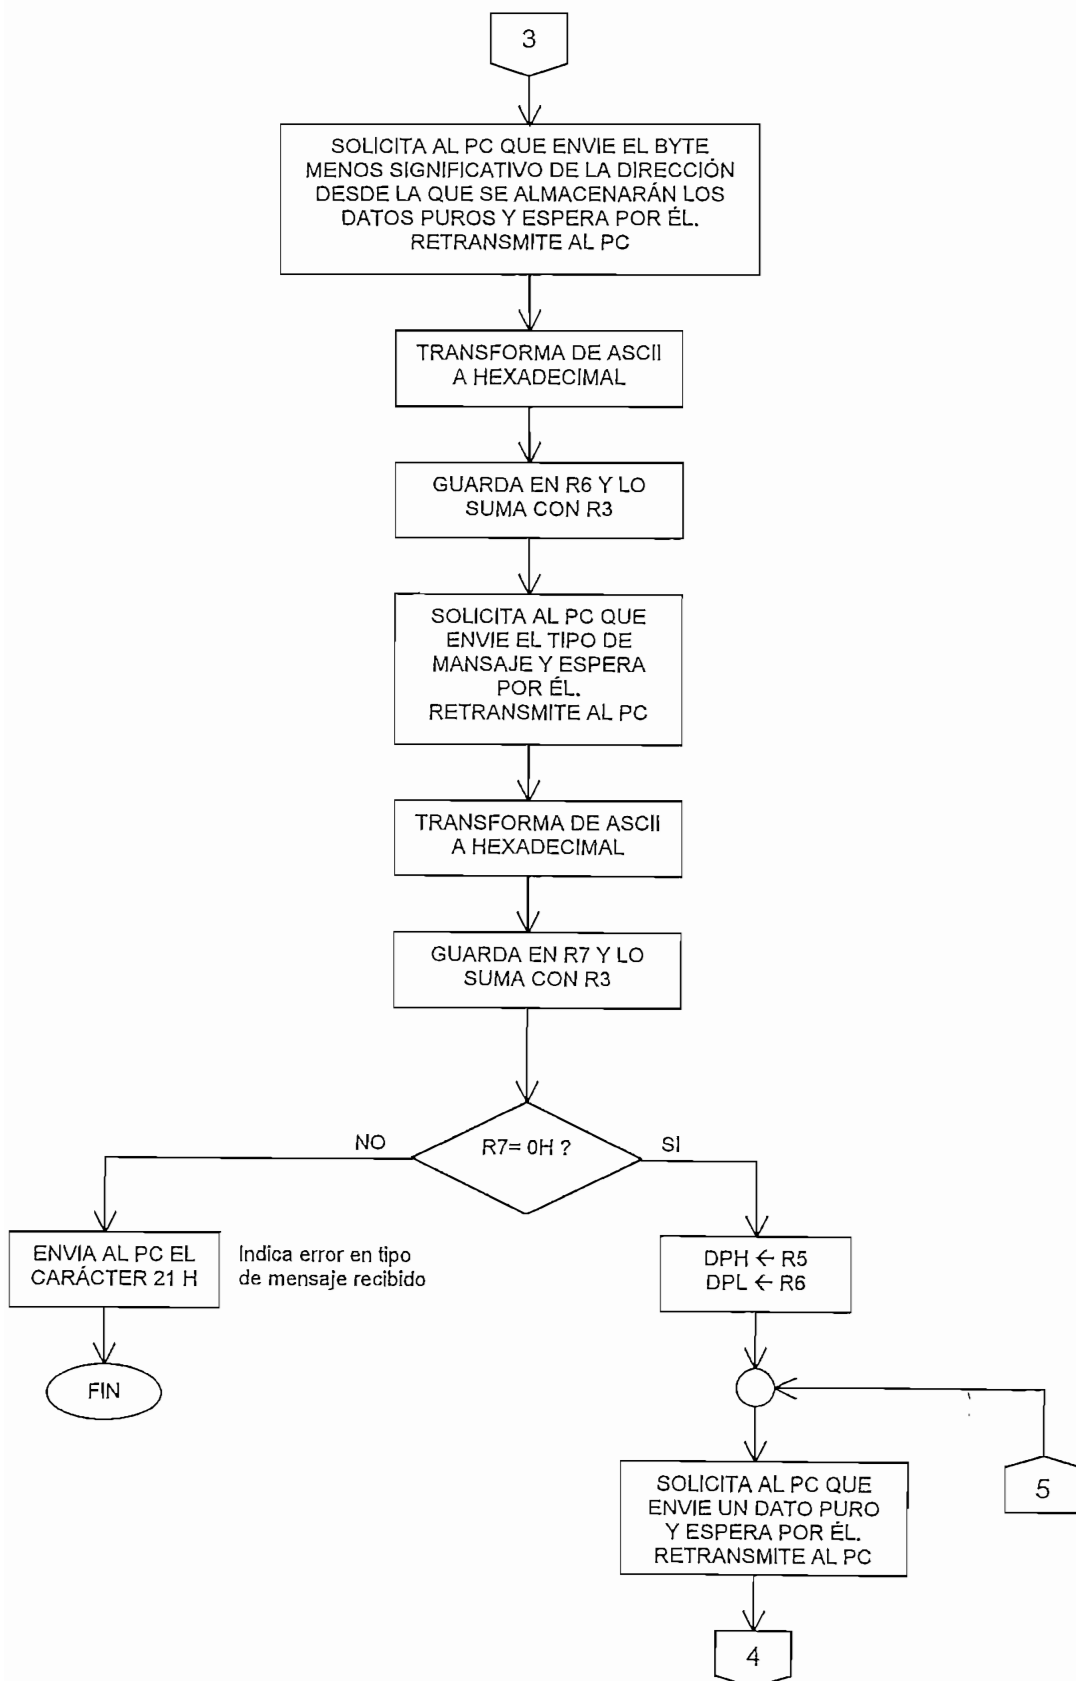 3
SOLICITA AL PC QUE ENVIE EL BYTE
MENOS SIGNIFICATIVO DE LA DIRECCIÓN
DESDE LA QUE SE ALMACENARÁN LOS
DATOS PUROS Y ESPERA POR ÉL.
RETRANSMITE AL PC
TRANSFORMA DE ASCII
A HEXADECIMAL
GUARDA EN R6 Y LO
SUMA CON R3
SOLICITA AL PC QUE
ENVIE EL TIPO DE
MANSAJE Y ESPERA
POR ÉL.
RETRANSMITE AL PC
TRANSFORMA DE ASCII
A HEXADECIMAL
GUARDA EN R7 Y LO
SUMA CON R3
R7= 0H ?
NO
SI
ENVIA AL PC EL
CARÁCTER 21 H
Indica error en tipo
de mensaje recibido
FIN
DPH ← R5
DPL ← R6
5
SOLICITA AL PC QUE
ENVIE UN DATO PURO
Y ESPERA POR ÉL.
RETRANSMITE AL PC
4